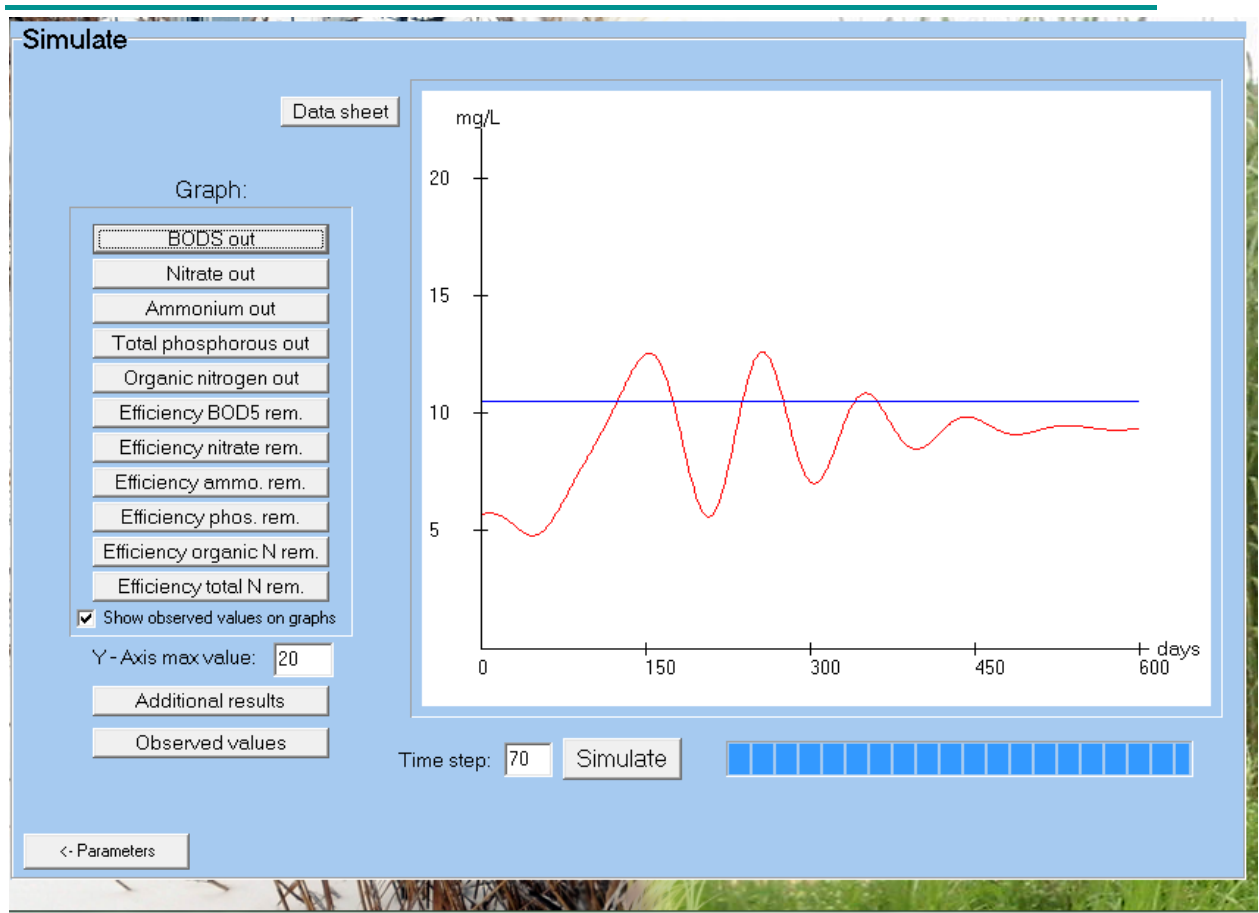 Simulate
Data sheet
Graph:
BODS out
Nitrate out
Ammonium out
Total phosphorous out
Organic nitrogen out
Efficiency BOD5 rem.
Efficiency nitrate rem.
Efficiency ammo. rem.
Efficiency phos. rem.
Efficiency organic N rem.
Efficiency total N rem.
Show observed values on graphs
Y - Axis max value: 20
Additional results
Observed values
mg/L
20
15
10
5
0 150 300 450 600 days
Time step: 70 Simulate
<- Parameters